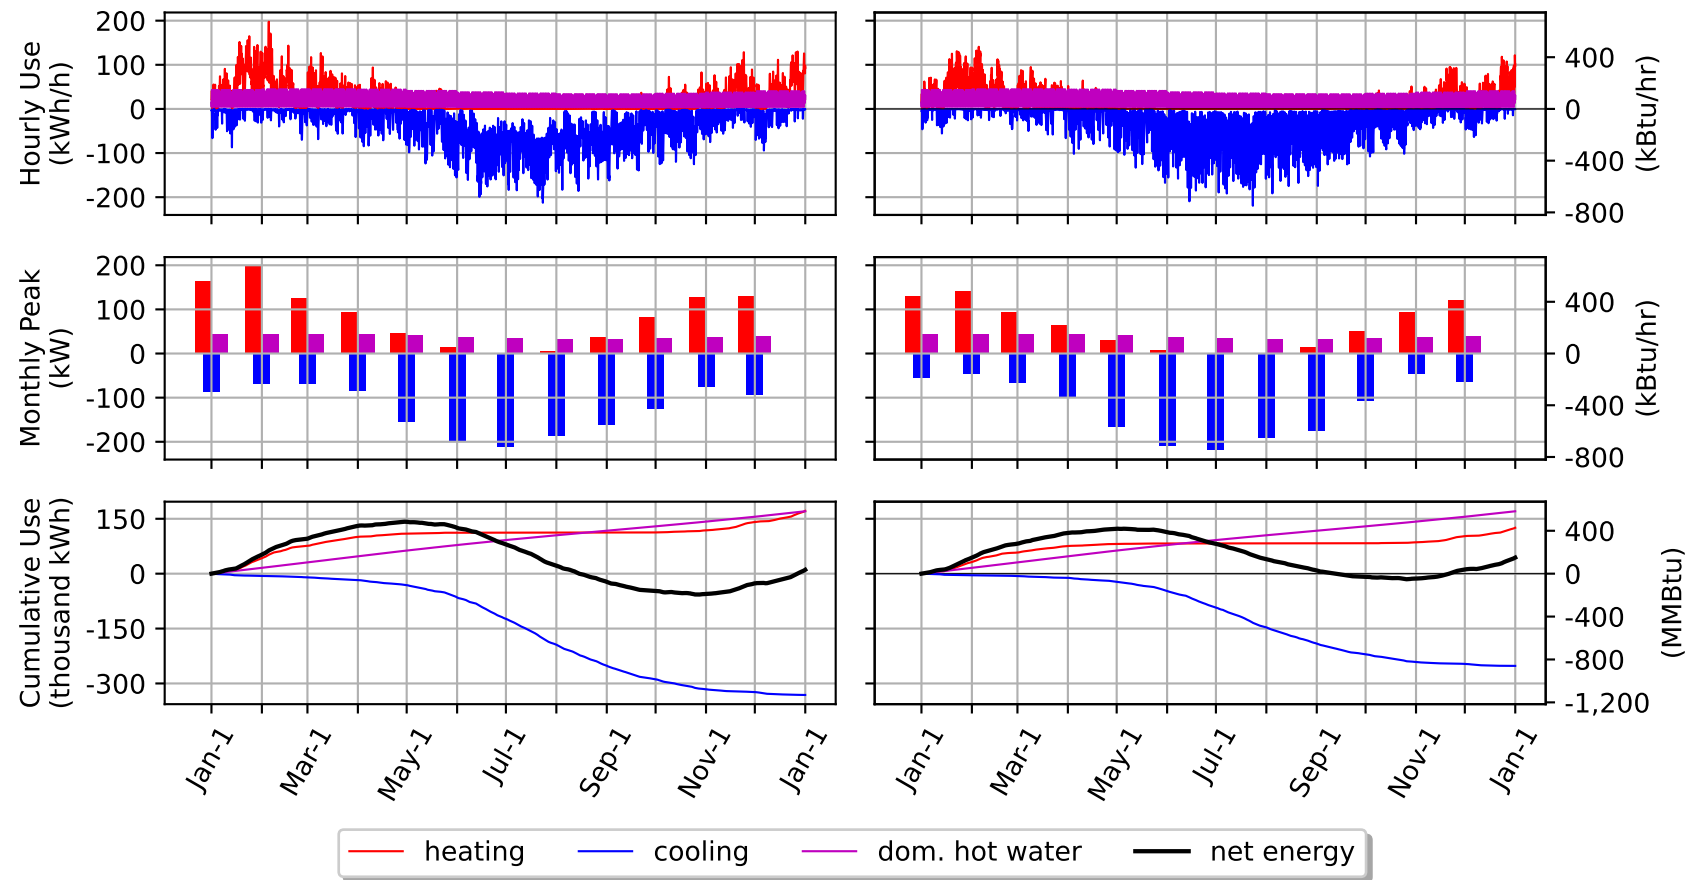 Hourly Use
(kWh/h)
200
100
0
-100
-200
400
0
-400
-800
(kBtu/hr)
Monthly Peak
(kW)
200
100
0
-100
-200
400
0
-400
-800
(kBtu/hr)
Cumulative Use
(thousand kWh)
150
0
-150
-300
400
0
-400
-800
-1,200
(MMBtu)
Jan-1 Mar-1 May-1 Jul-1 Sep-1 Nov-1 Jan-1
Jan-1 Mar-1 May-1 Jul-1 Sep-1 Nov-1 Jan-1
heating cooling dom. hot water net energy